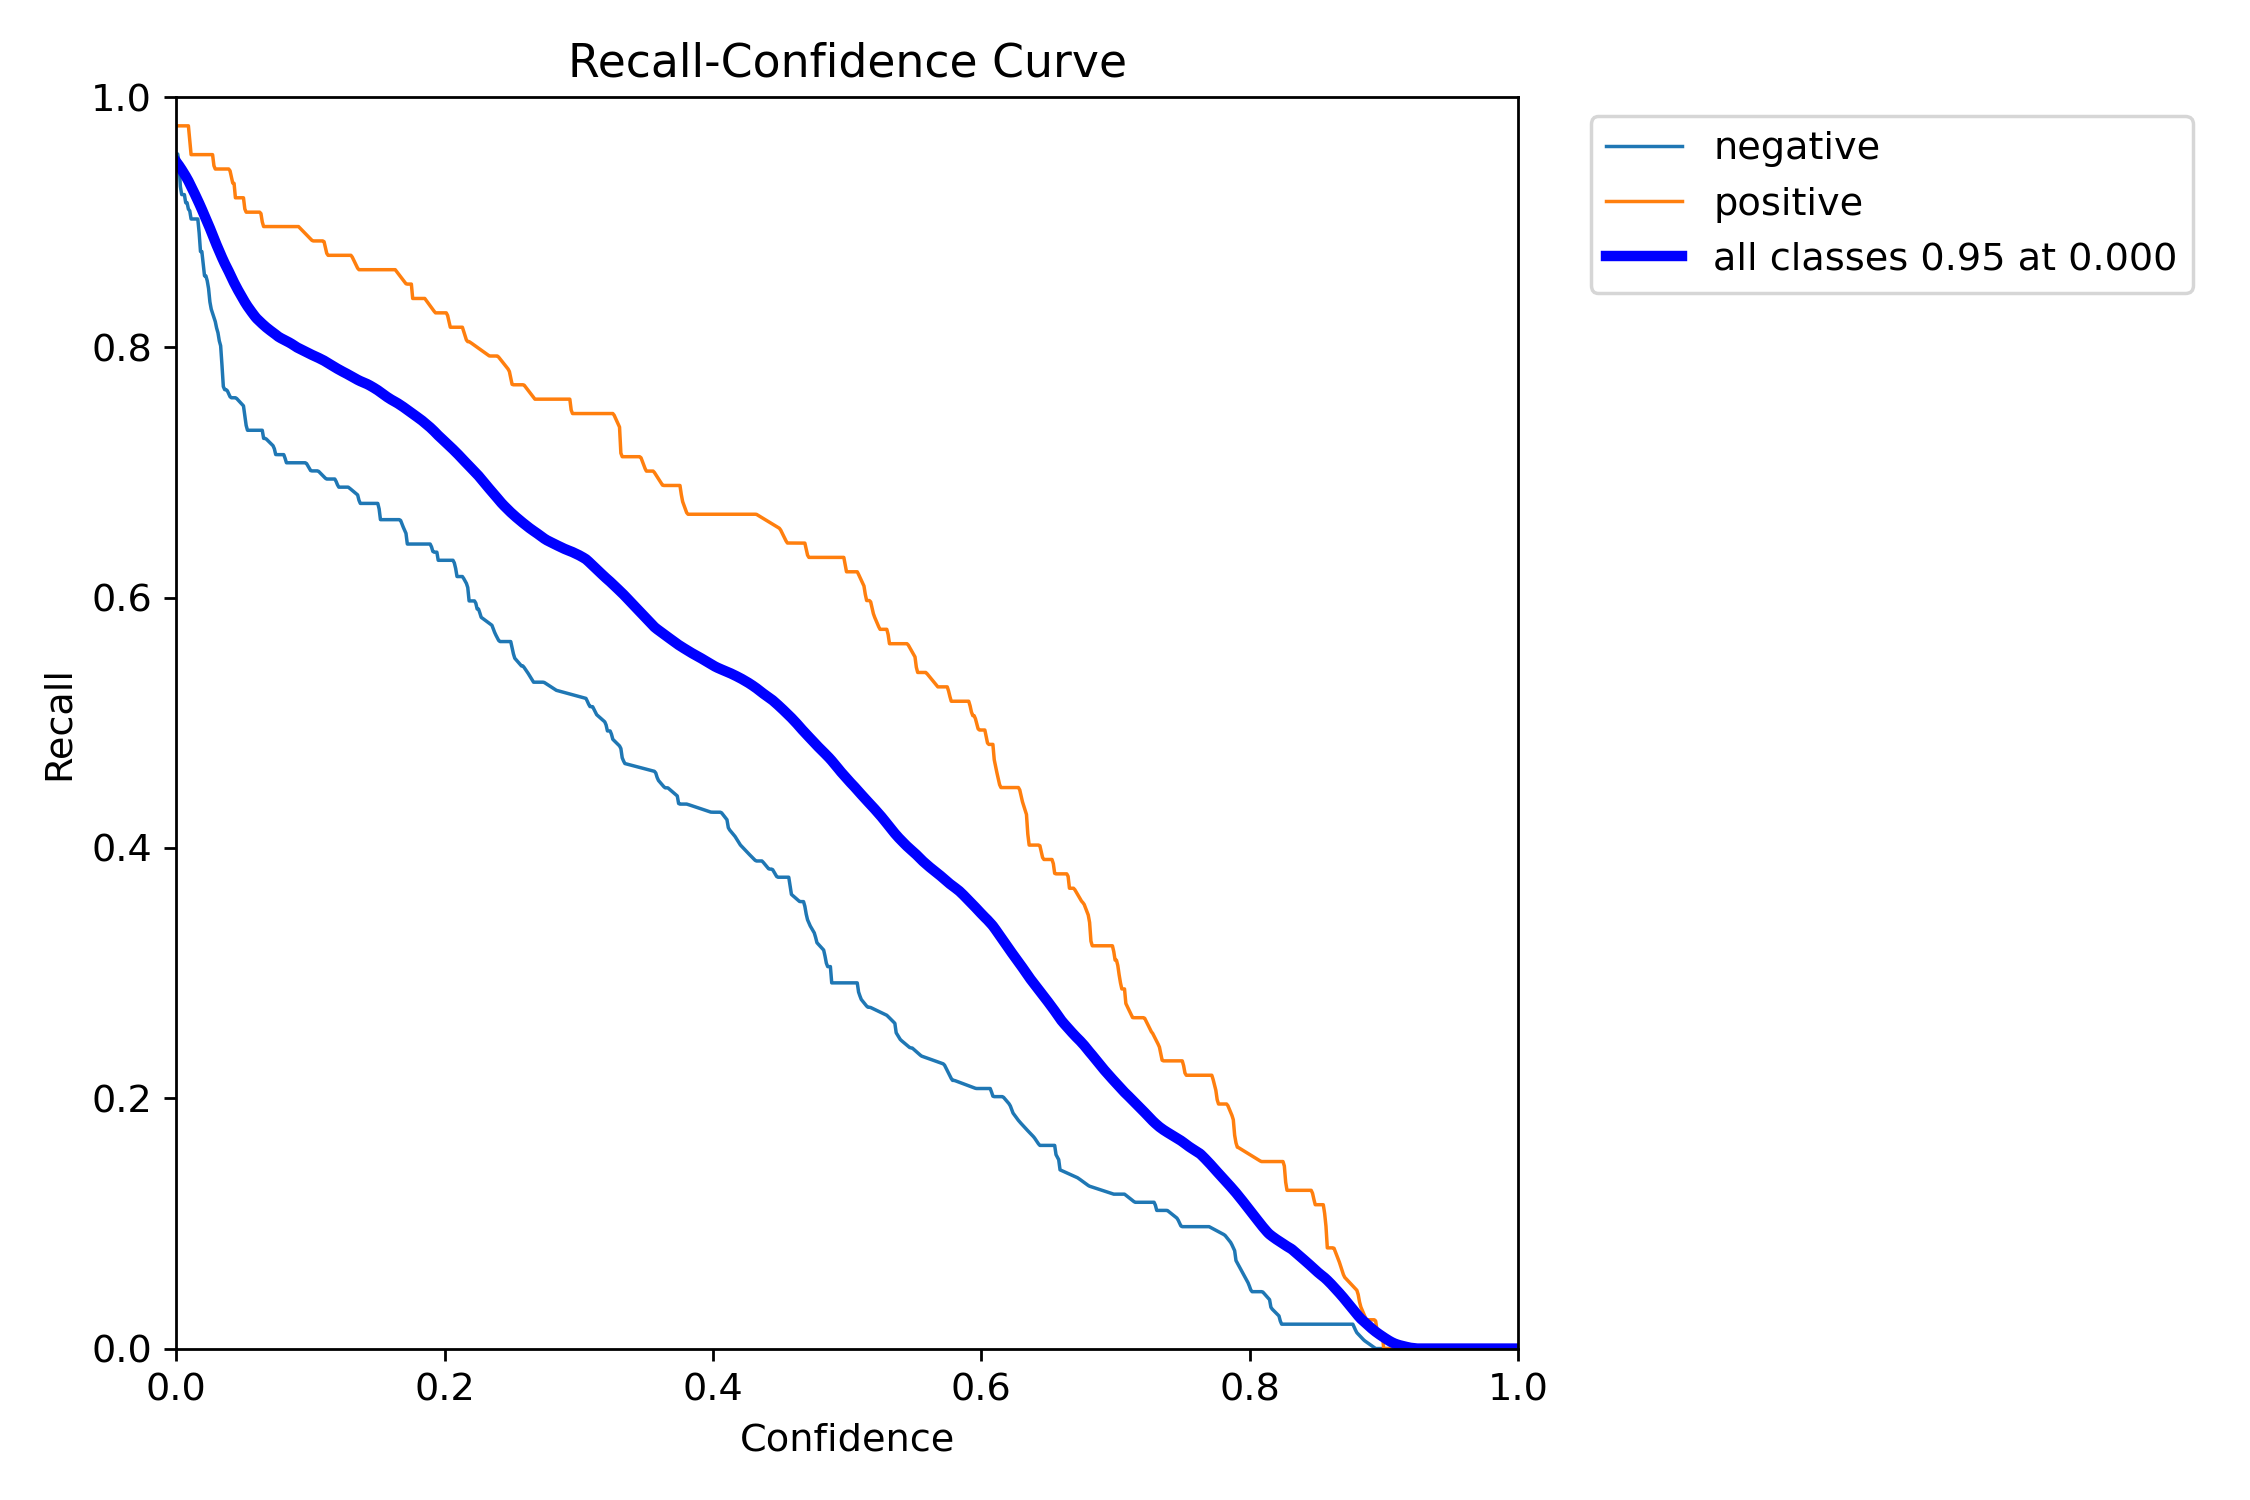 Recall-Confidence Curve
1.0
0.8
0.6
0.4
0.2
0.0
Recall
0.0 0.2 0.4 0.6 0.8 1.0
Confidence
negative
positive
all classes 0.95 at 0.000